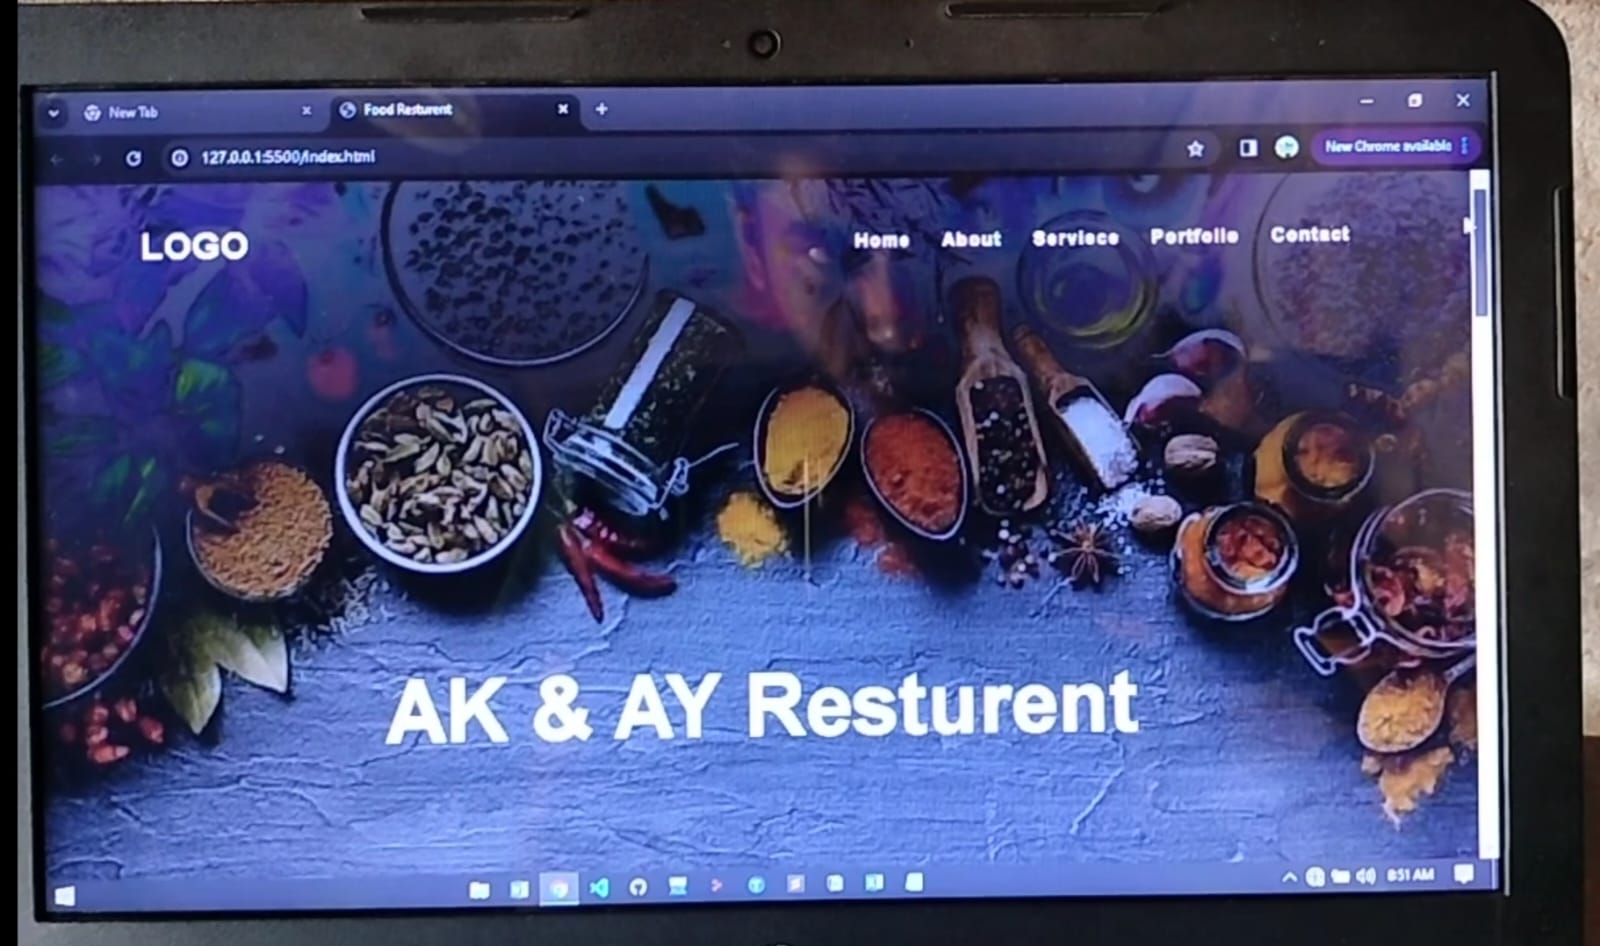 New Tab
Food Resturent
127.0.0.1:5500/index.html
New Chrome available
LOGO
Home About Serviece Portfolio Contact
AK & AY Resturent
8:51 AM